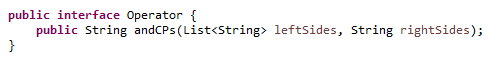 public interface Operator {
    public String andCPs(List<String> leftSides, String rightSides);
}